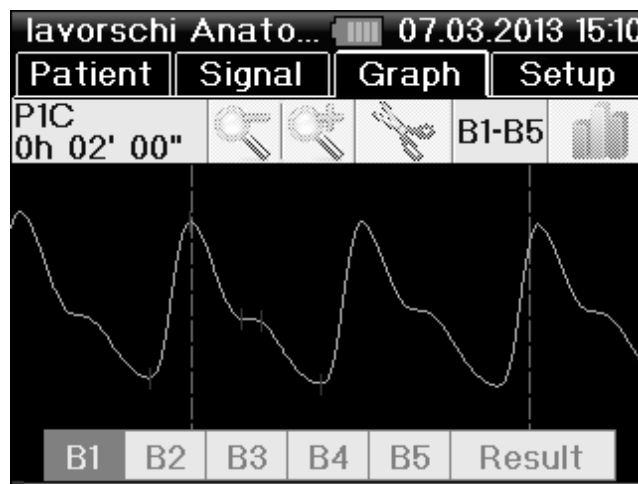 Iavorschi Anato... 07.03.2013 15:10
Patient Signal Graph Setup
P1C B1-B5
0h 02' 00"
B1 B2 B3 B4 B5 Result